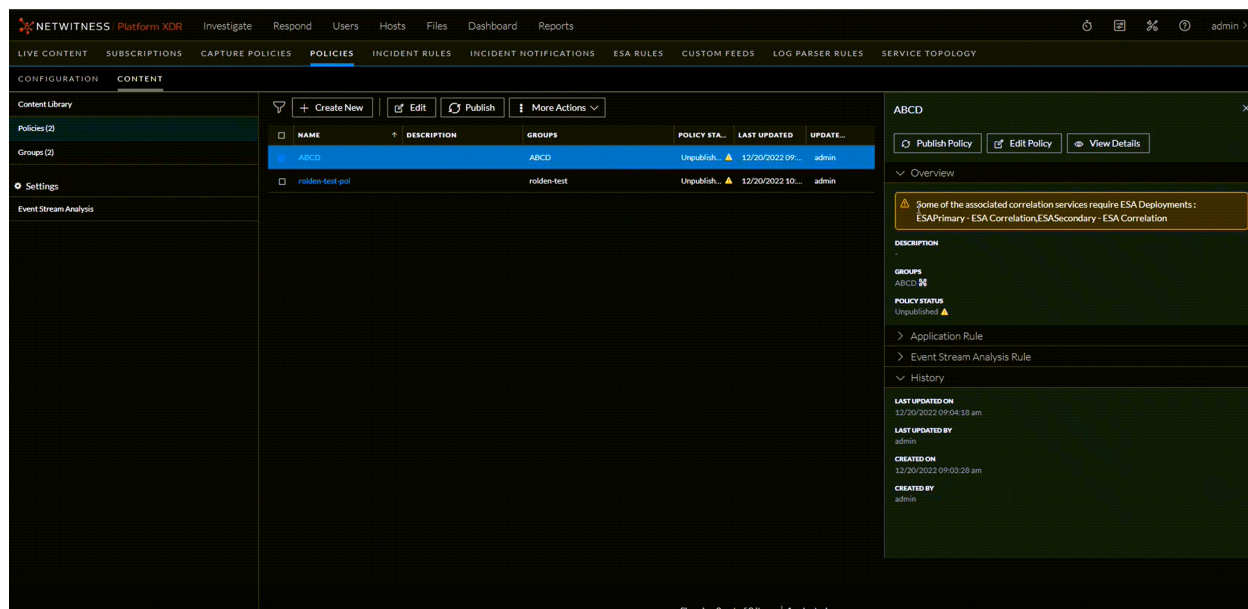 NETWITNESS Platform XDR Investigate Respond Users Hosts Files Dashboard Reports admin
LIVE CONTENT SUBSCRIPTIONS CAPTURE POLICIES POLICIES INCIDENT RULES INCIDENT NOTIFICATIONS ESA RULES CUSTOM FEEDS LOG PARSER RULES SERVICE TOPOLOGY
CONFIGURATION CONTENT
Content Library
Policies (2)
Groups (2)
Settings
Event Stream Analysis
Create New Edit Publish More Actions
NAME DESCRIPTION GROUPS POLICY STA... LAST UPDATED UPDATE...
ABCD ABCD Unpublish... 12/20/2022 09:... admin
rolden-test-pol rolden-test Unpublish... 12/20/2022 10:... admin
ABCD
Publish Policy Edit Policy View Details
Overview
Some of the associated correlation services require ESA Deployments :
ESAPrimary - ESA Correlation,ESASecondary - ESA Correlation
DESCRIPTION
-
GROUPS
ABCD
POLICY STATUS
Unpublished
Application Rule
Event Stream Analysis Rule
History
LAST UPDATED ON
12/20/2022 09:04:18 am
LAST UPDATED BY
admin
CREATED ON
12/20/2022 09:03:28 am
CREATED BY
admin